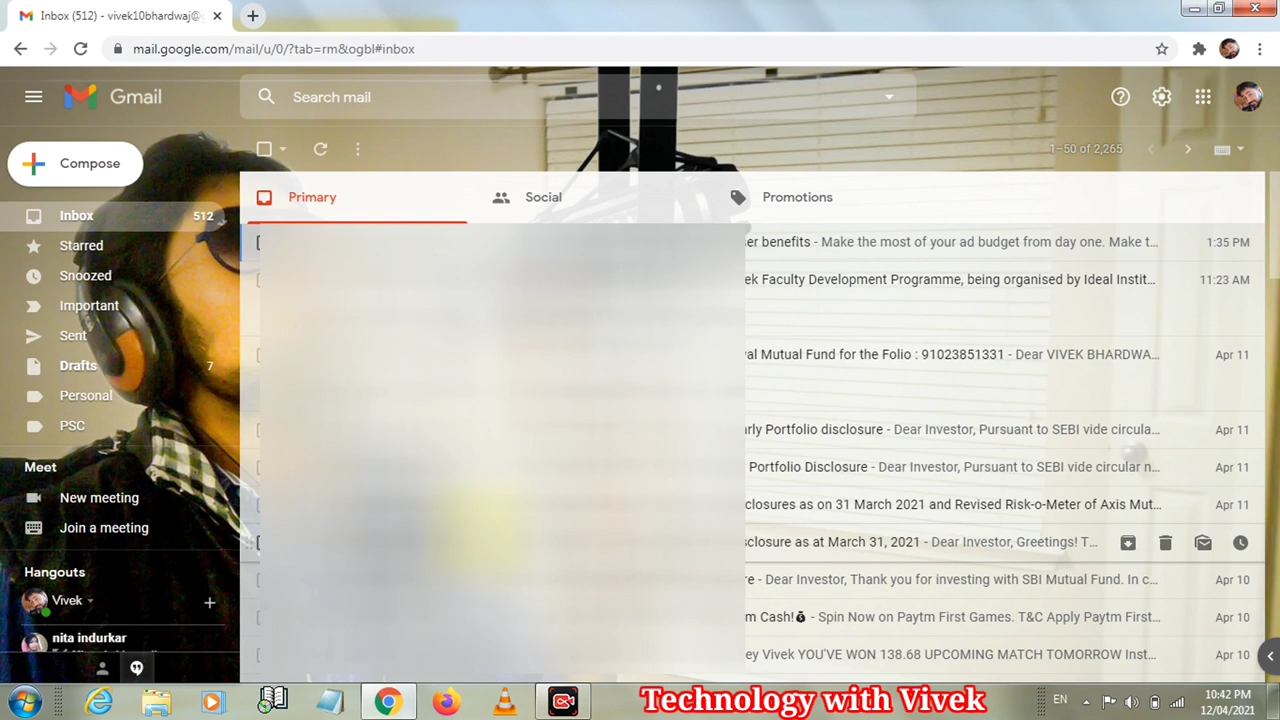 Inbox (512) - vivek10bhardwaj@g
mail.google.com/mail/u/0/?tab=rm&ogbl#inbox
Gmail
Search mail
Compose
1–50 of 2,265
Primary
Social
Promotions
Inbox 512
Starred
Snoozed
Important
Sent
Drafts 7
Personal
PSC
Meet
New meeting
Join a meeting
Hangouts
Vivek
nita indurkar
er benefits - Make the most of your ad budget from day one. Make t... 1:35 PM
ek Faculty Development Programme, being organised by Ideal Instit... 11:23 AM
al Mutual Fund for the Folio : 91023851331 - Dear VIVEK BHARDWA... Apr 11
arly Portfolio disclosure - Dear Investor, Pursuant to SEBI vide circula... Apr 11
Portfolio Disclosure - Dear Investor, Pursuant to SEBI vide circular n... Apr 11
closures as on 31 March 2021 and Revised Risk-o-Meter of Axis Mut... Apr 11
sclosure as at March 31, 2021 - Dear Investor, Greetings! T...
e - Dear Investor, Thank you for investing with SBI Mutual Fund. In c... Apr 10
m Cash! - Spin Now on Paytm First Games. T&C Apply Paytm First... Apr 10
ey Vivek YOU'VE WON 138.68 UPCOMING MATCH TOMORROW Inst... Apr 10
Technology with Vivek
EN
10:42 PM
12/04/2021